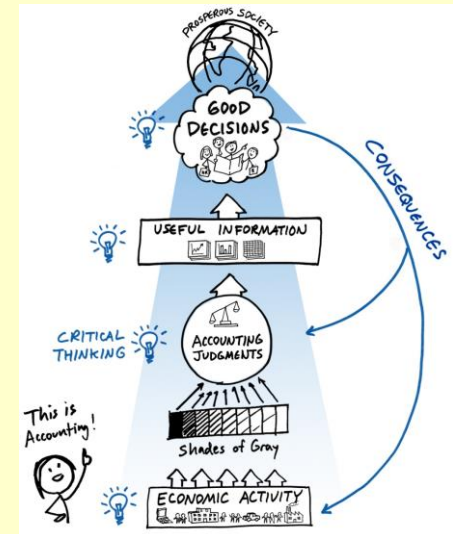 PROSPEROUS SOCIETY
GOOD
DECISIONS
CONSEQUENCES
USEFUL INFORMATION
CRITICAL
THINKING
ACCOUNTING
JUDGMENTS
Shades of Gray
This is
Accounting!
ECONOMIC ACTIVITY